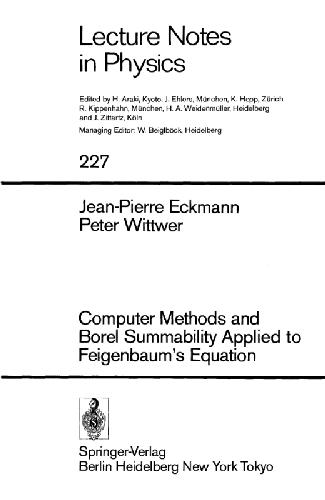 Lecture Notes
in Physics
Edited by H. Araki, Kyoto, J. Ehlers, München, K. Hepp, Zürich
R. Kippenhahn, München, H. A. Weidenmüller, Heidelberg
and J. Zittartz, Köln
Managing Editor: W. Beiglböck, Heidelberg
227
Jean-Pierre Eckmann
Peter Wittwer
Computer Methods and
Borel Summability Applied to
Feigenbaum's Equation
Springer-Verlag
Berlin Heidelberg New York Tokyo